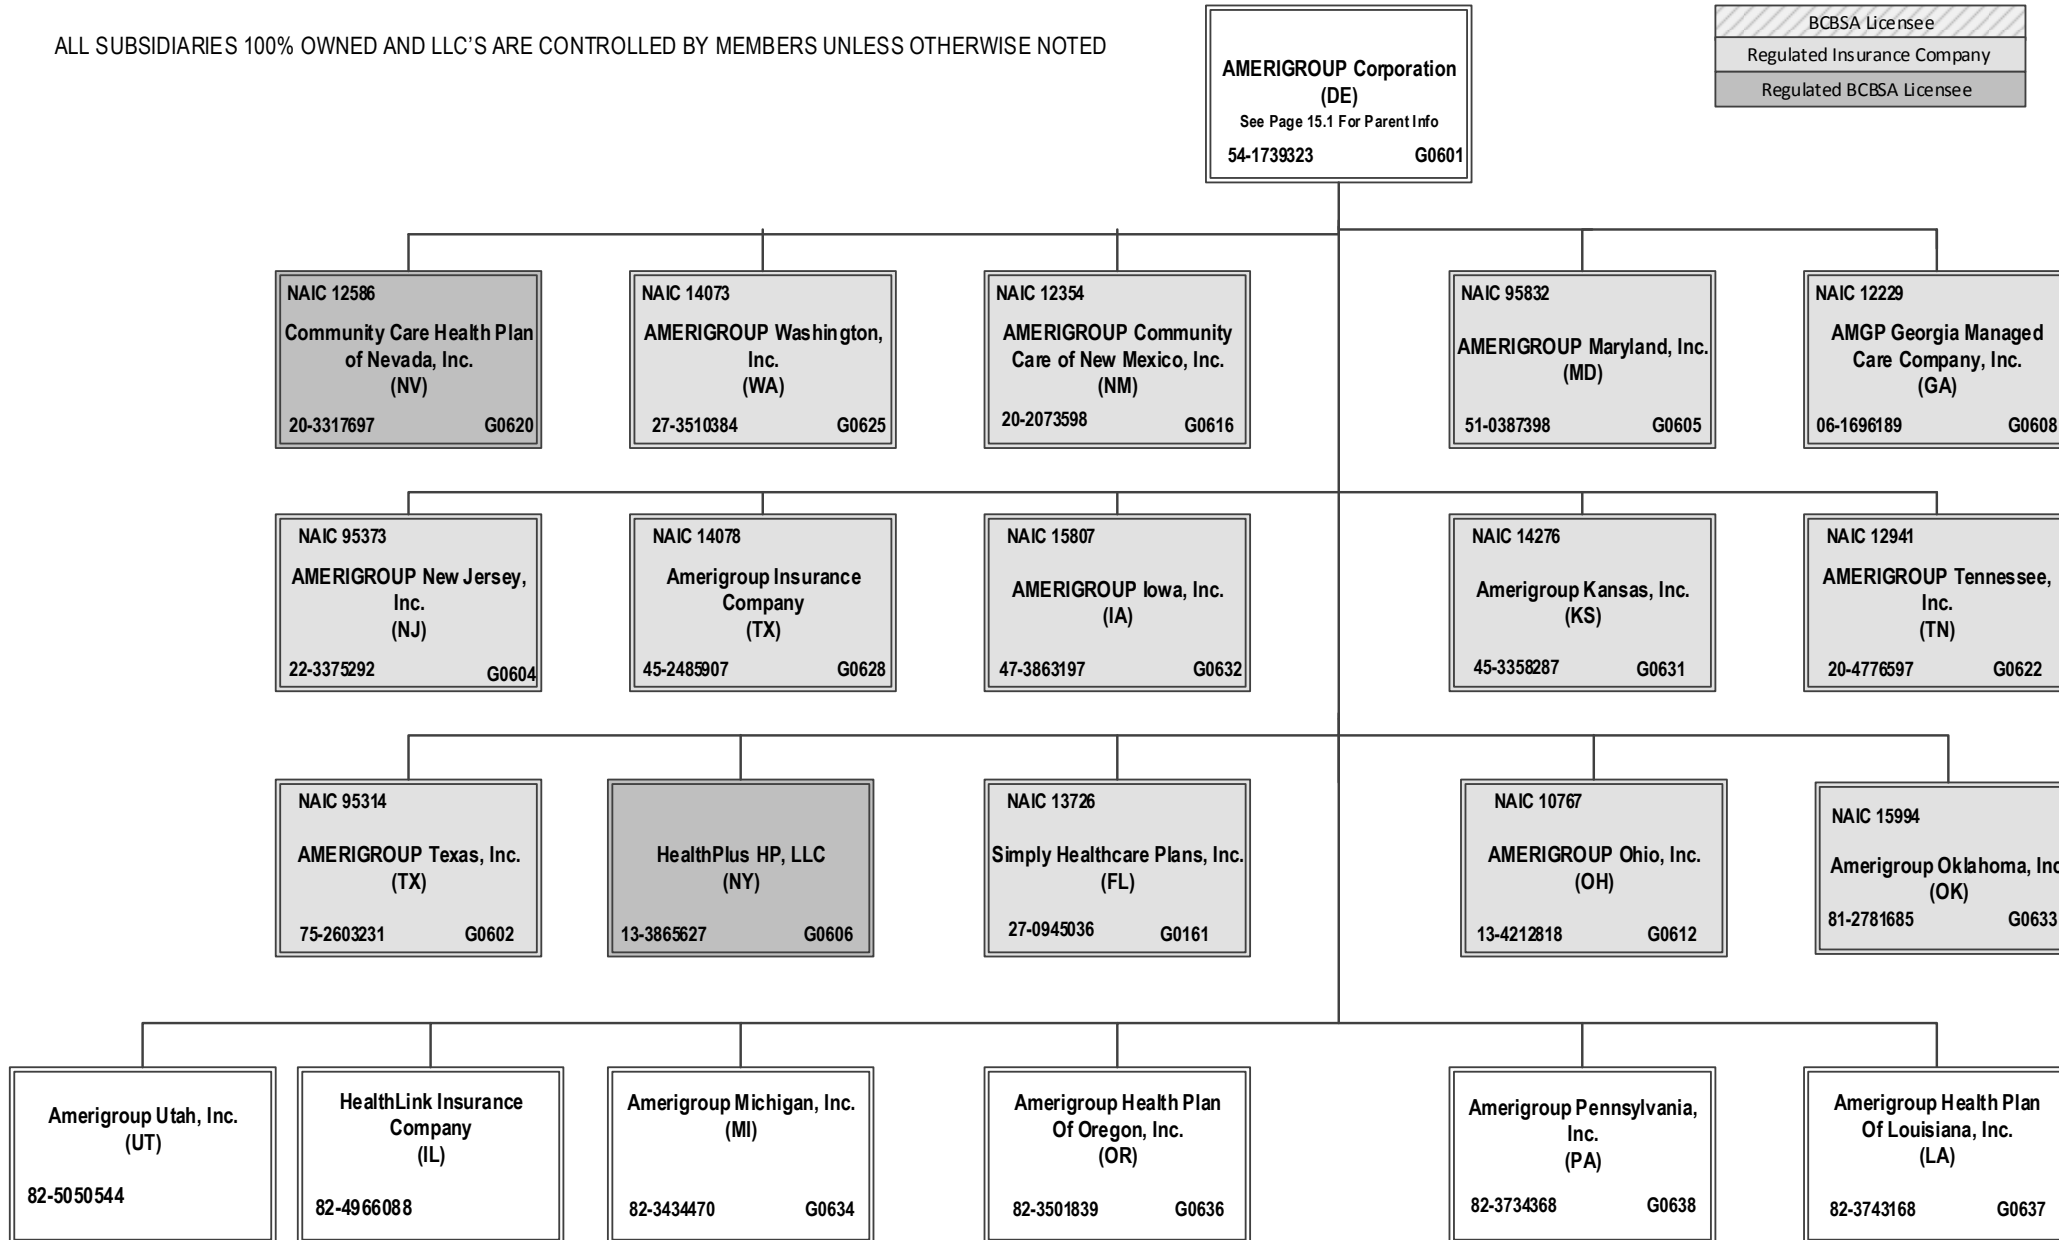 ALL SUBSIDIARIES 100% OWNED AND LLC'S ARE CONTROLLED BY MEMBERS UNLESS OTHERWISE NOTED
AMERIGROUP Corporation
(DE)
See Page 15.1 For Parent Info
54-1739323 G0601
BCBSA Licensee
Regulated Insurance Company
Regulated BCBSA Licensee
NAIC 12586
Community Care Health Plan
of Nevada, Inc.
(NV)
20-3317697 G0620
NAIC 14073
AMERIGROUP Washington,
Inc.
(WA)
27-3510384 G0625
NAIC 12354
AMERIGROUP Community
Care of New Mexico, Inc.
(NM)
20-2073598 G0616
NAIC 95832
AMERIGROUP Maryland, Inc.
(MD)
51-0387398 G0605
NAIC 12229
AMGP Georgia Managed
Care Company, Inc.
(GA)
06-1696189 G0608
NAIC 95373
AMERIGROUP New Jersey,
Inc.
(NJ)
22-3375292 G0604
NAIC 14078
Amerigroup Insurance
Company
(TX)
45-2485907 G0628
NAIC 15807
AMERIGROUP Iowa, Inc.
(IA)
47-3863197 G0632
NAIC 14276
Amerigroup Kansas, Inc.
(KS)
45-3358287 G0631
NAIC 12941
AMERIGROUP Tennessee,
Inc.
(TN)
20-4776597 G0622
NAIC 95314
AMERIGROUP Texas, Inc.
(TX)
75-2603231 G0602
HealthPlus HP, LLC
(NY)
13-3865627 G0606
NAIC 13726
Simply Healthcare Plans, Inc.
(FL)
27-0945036 G0161
NAIC 10767
AMERIGROUP Ohio, Inc.
(OH)
13-4212818 G0612
NAIC 15994
Amerigroup Oklahoma, Inc
(OK)
81-2781685 G0633
Amerigroup Utah, Inc.
(UT)
82-5050544
HealthLink Insurance
Company
(IL)
82-4966088
Amerigroup Michigan, Inc.
(MI)
82-3434470 G0634
Amerigroup Health Plan
Of Oregon, Inc.
(OR)
82-3501839 G0636
Amerigroup Pennsylvania,
Inc.
(PA)
82-3734368 G0638
Amerigroup Health Plan
Of Louisiana, Inc.
(LA)
82-3743168 G0637